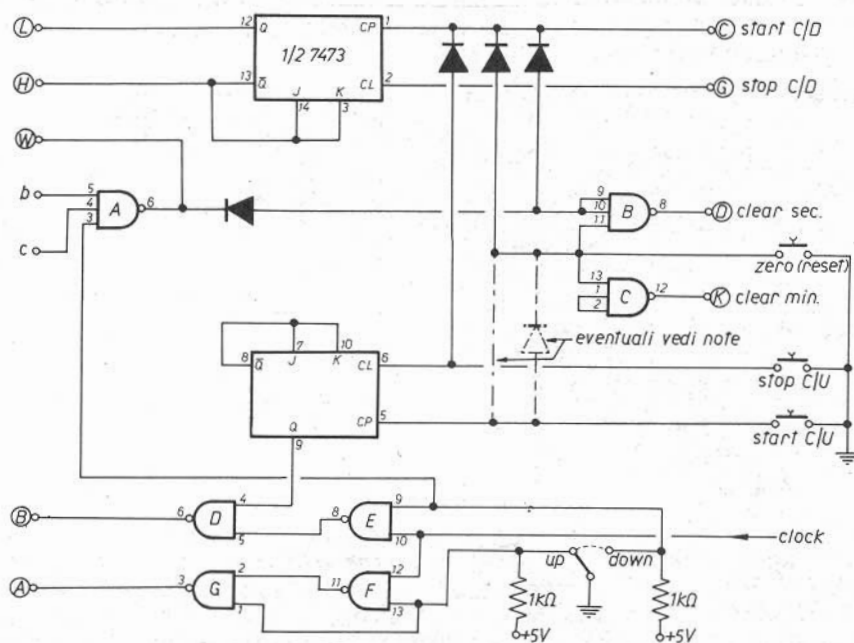 L 12 Q CP 1 C start C/D
1/2 7473
H 13 Q̅ J K CL 2 G stop C/D
14 3
W
b 5
4 A 6
3
c
9
10 B 8 D clear sec.
11
zero (reset)
13
1 C 12 K clear min.
2
eventuali vedi note
7 10
8 Q̅ J K CL 6
stop C/U
Q CP 5
9
start C/U
B 6 D 4 8 E 9
5 10
clock
A 3 G 2 11 F 12
1 13
up down
1kΩ 1kΩ
+5V +5V